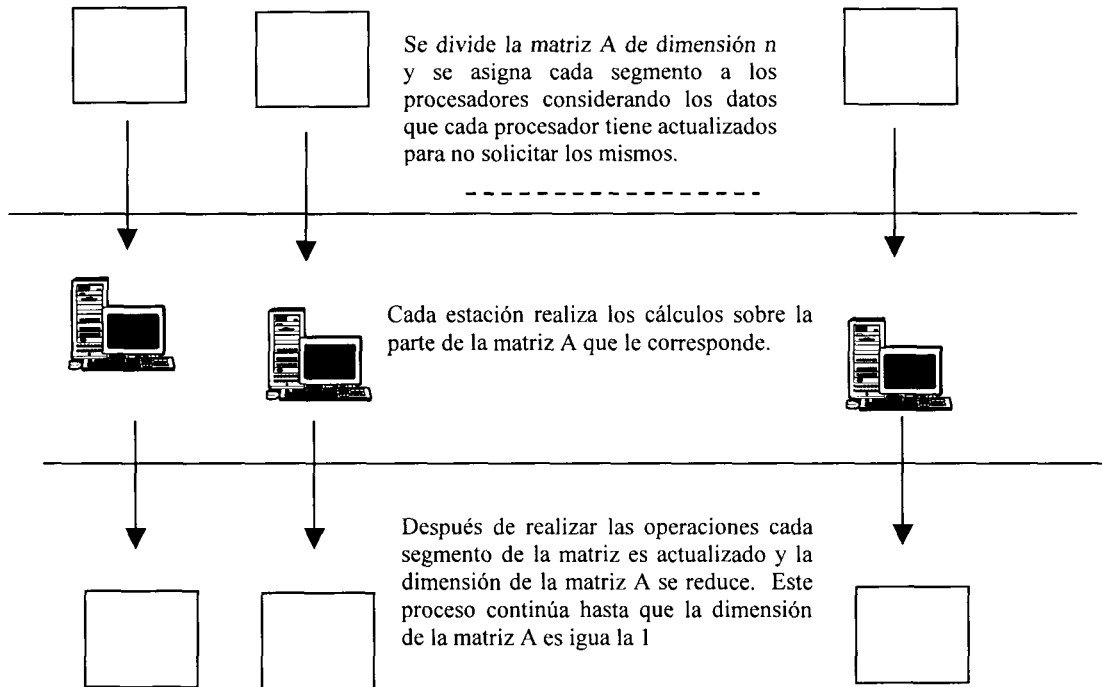 Se divide la matriz A de dimensión n
y se asigna cada segmento a los
procesadores considerando los datos
que cada procesador tiene actualizados
para no solicitar los mismos.
Cada estación realiza los cálculos sobre la
parte de la matriz A que le corresponde.
Después de realizar las operaciones cada
segmento de la matriz es actualizado y la
dimensión de la matriz A se reduce. Este
proceso continúa hasta que la dimensión
de la matriz A es igua la 1